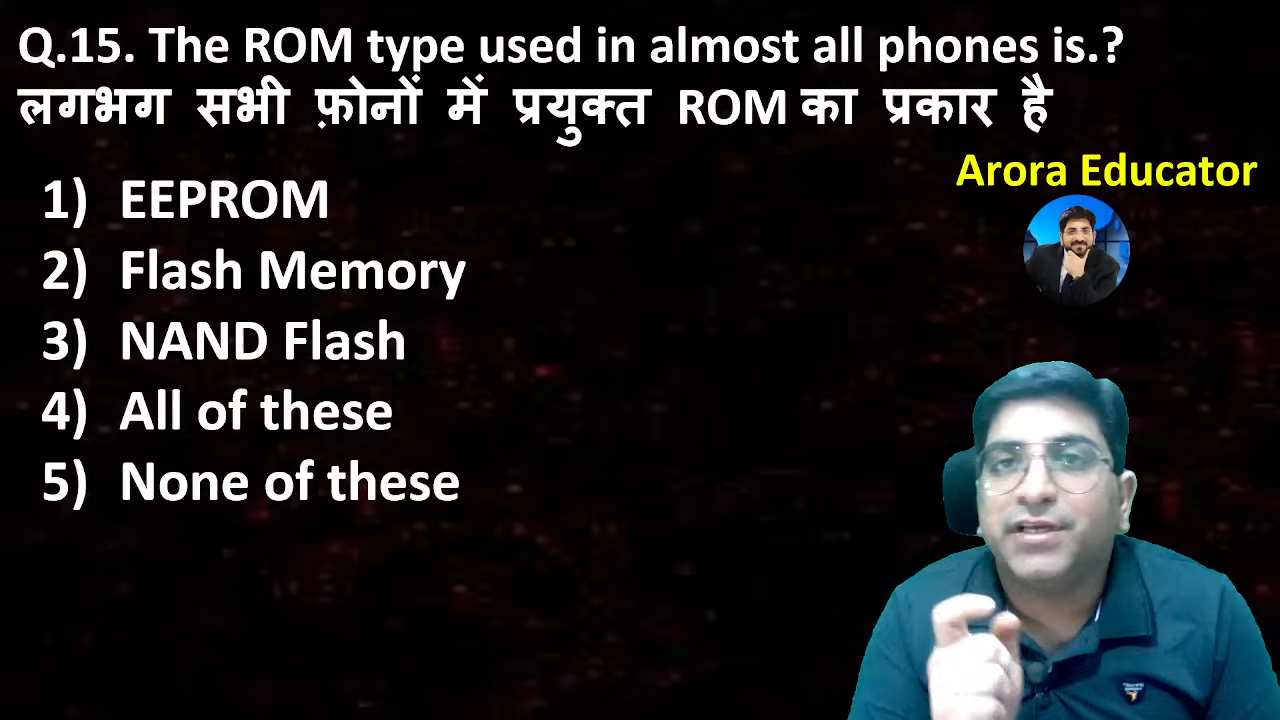 Q.15. The ROM type used in almost all phones is.?
लगभग सभी फ़ोनों में प्रयुक्त ROM का प्रकार है
Arora Educator
1) EEPROM
2) Flash Memory
3) NAND Flash
4) All of these
5) None of these